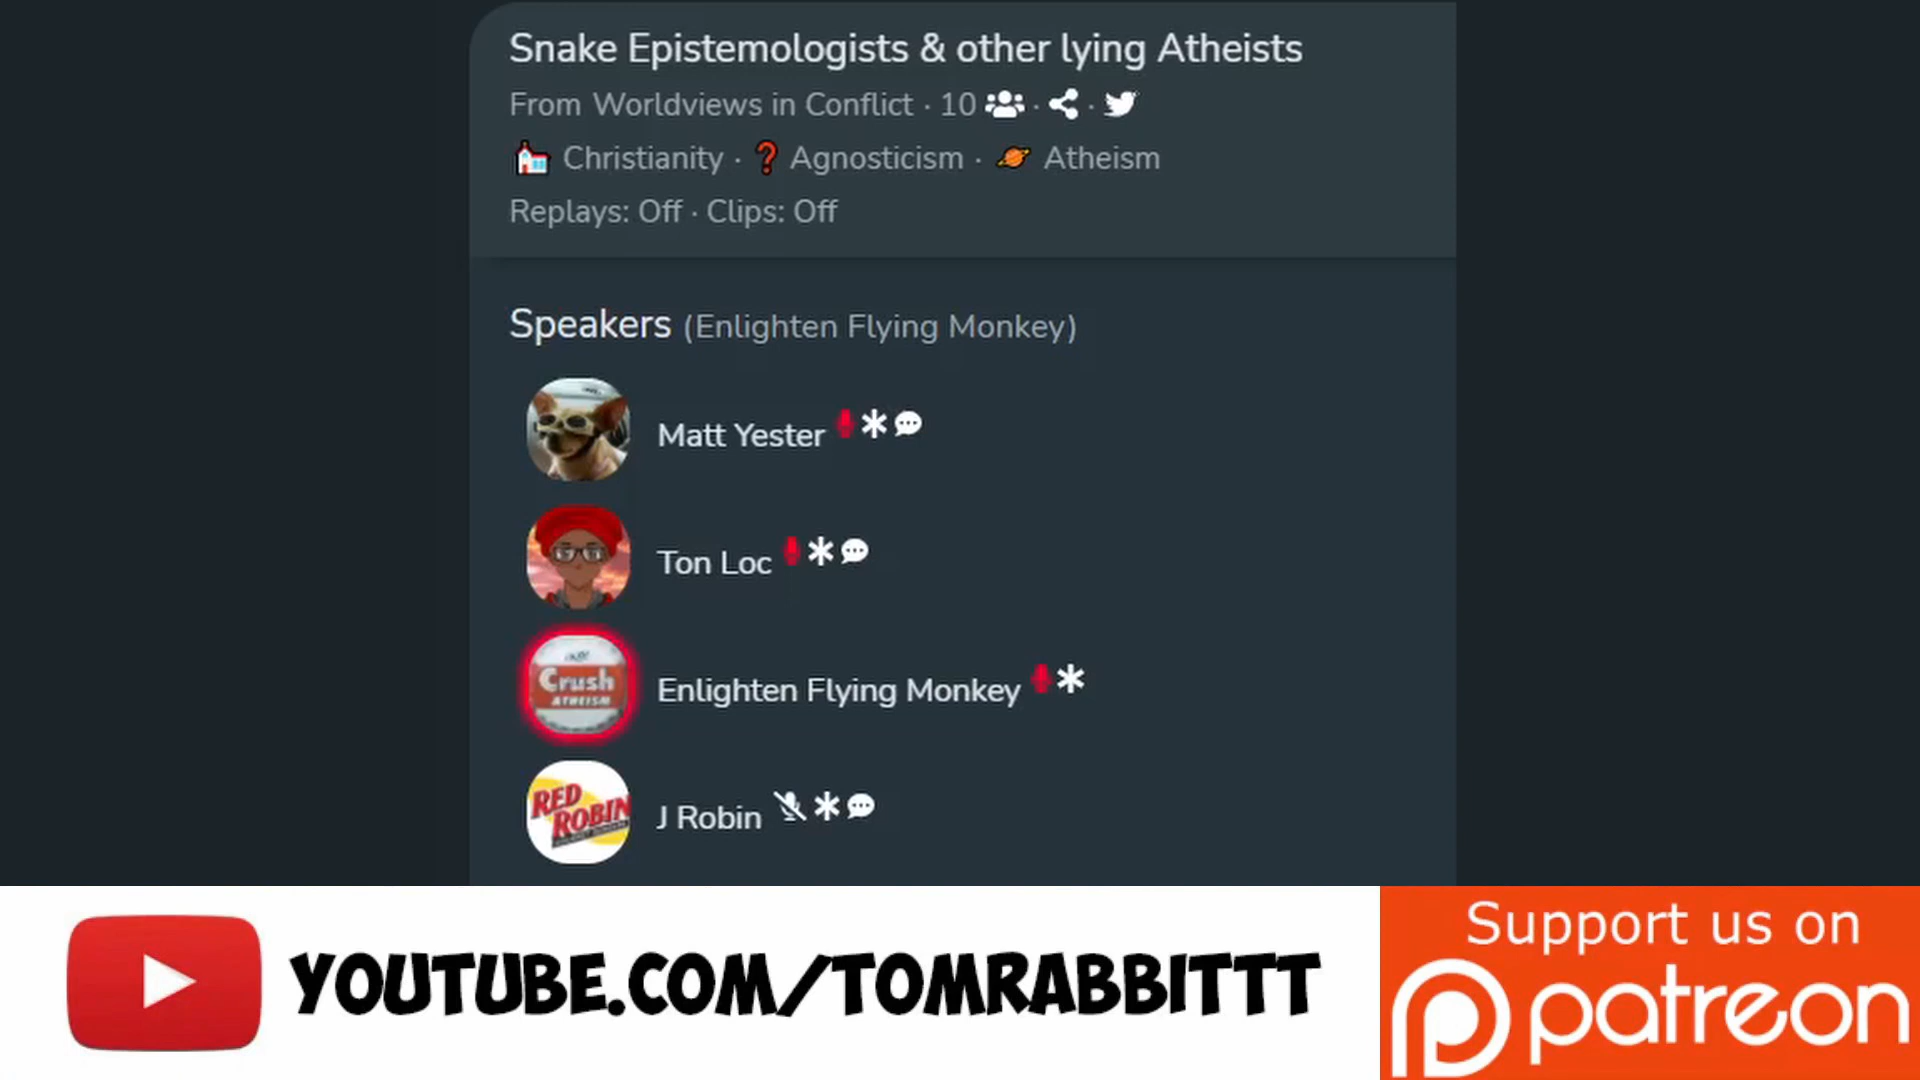 Snake Epistemologists & other lying Atheists
From Worldviews in Conflict · 10
Christianity · ❓ Agnosticism · Atheism
Replays: Off · Clips: Off
Speakers (Enlighten Flying Monkey)
Matt Yester
Ton Loc
Crush
ATHEISM
Enlighten Flying Monkey
RED
ROBIN
J Robin
YOUTUBE.COM/TOMRABBITTT
Support us on
patreon